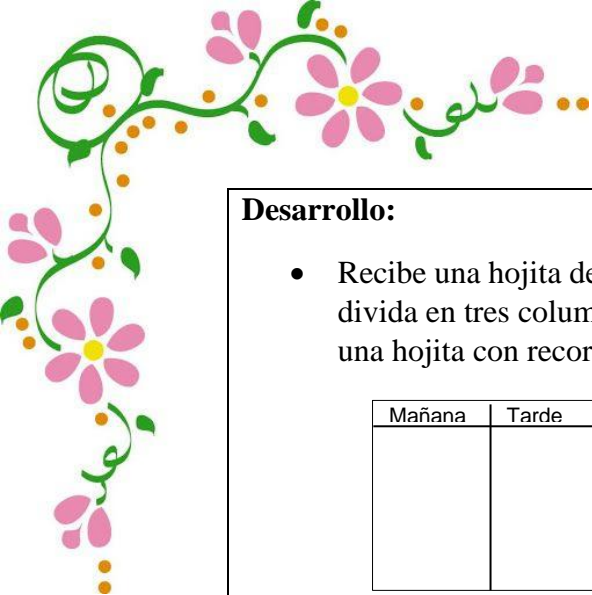 Desarrollo:
• Recibe una hojita de
divida en tres colum
una hojita con recor
Mañana Tarde